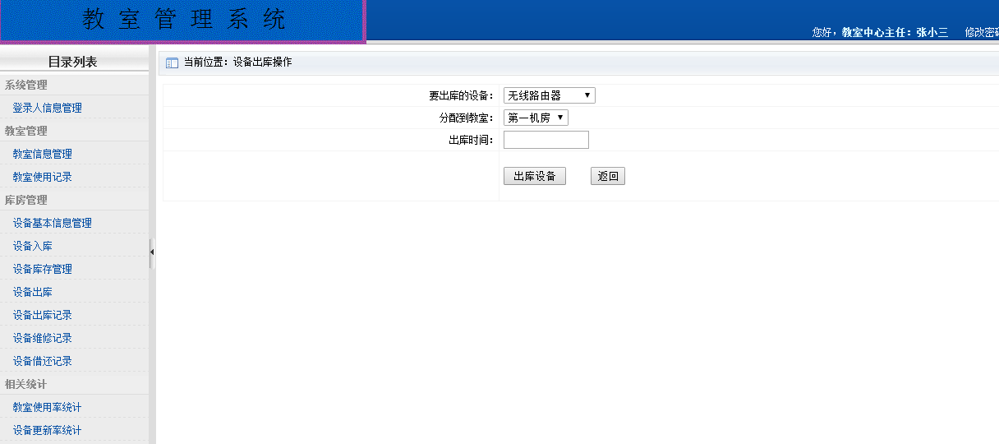 教室管理系统
您好，教室中心主任：张小三 修改密码
目录列表
系统管理
登录人信息管理
教室管理
教室信息管理
教室使用记录
库房管理
设备基本信息管理
设备入库
设备库存管理
设备出库
设备出库记录
设备维修记录
设备借还记录
相关统计
教室使用率统计
设备更新率统计
当前位置：设备出库操作
要出库的设备： 无线路由器
分配到教室： 第一机房
出库时间：
出库设备 返回